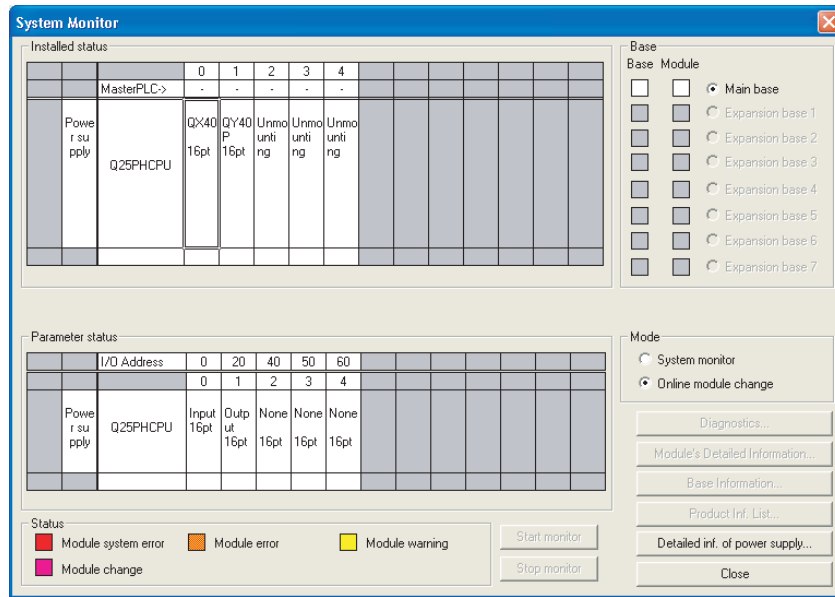 System Monitor
Installed status
0 1 2 3 4
MasterPLC-> - - - - -
Powe
r su
pply
Q25PHCPU
QX40
16pt
QY40
P
16pt
Unmo
unti
ng
Unmo
unti
ng
Unmo
unti
ng
Base
Base Module
Main base
Expansion base 1
Expansion base 2
Expansion base 3
Expansion base 4
Expansion base 5
Expansion base 6
Expansion base 7
Parameter status
I/O Address 0 20 40 50 60
0 1 2 3 4
Powe
r su
pply
Q25PHCPU
Input
16pt
Outp
ut
16pt
None
16pt
None
16pt
None
16pt
Mode
System monitor
Online module change
Diagnostics...
Module's Detailed Information...
Base Information...
Product Inf. List...
Detailed inf. of power supply...
Close
Status
Module system error
Module error
Module warning
Module change
Start monitor
Stop monitor